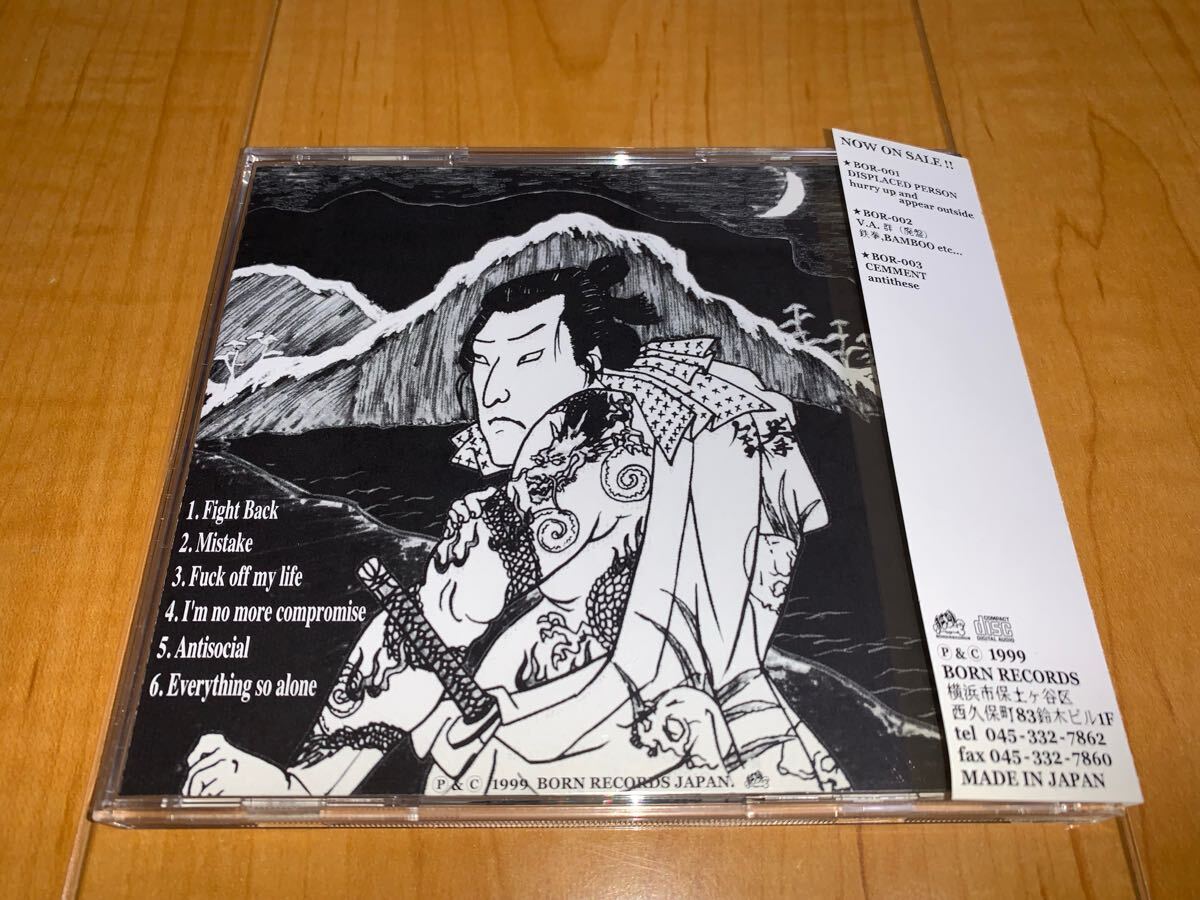 1. Fight Back
2. Mistake
3. Fuck off my life
4. I'm no more compromise
5. Antisocial
6. Everything so alone
P & C 1999 BORN RECORDS JAPAN.
NOW ON SALE !!
★BOR-001
DISPLACED PERSON
hurry up and
appear outside
★BOR-002
V.A. 群（廃盤）
鉄拳,BAMBOO etc...
★BOR-003
CEMMENT
antithese
COMPACT
disc
DIGITAL AUDIO
P & C 1999
BORN RECORDS
横浜市保土ヶ谷区
西久保町83鈴木ビル1F
tel 045-332-7862
fax 045-332-7860
MADE IN JAPAN